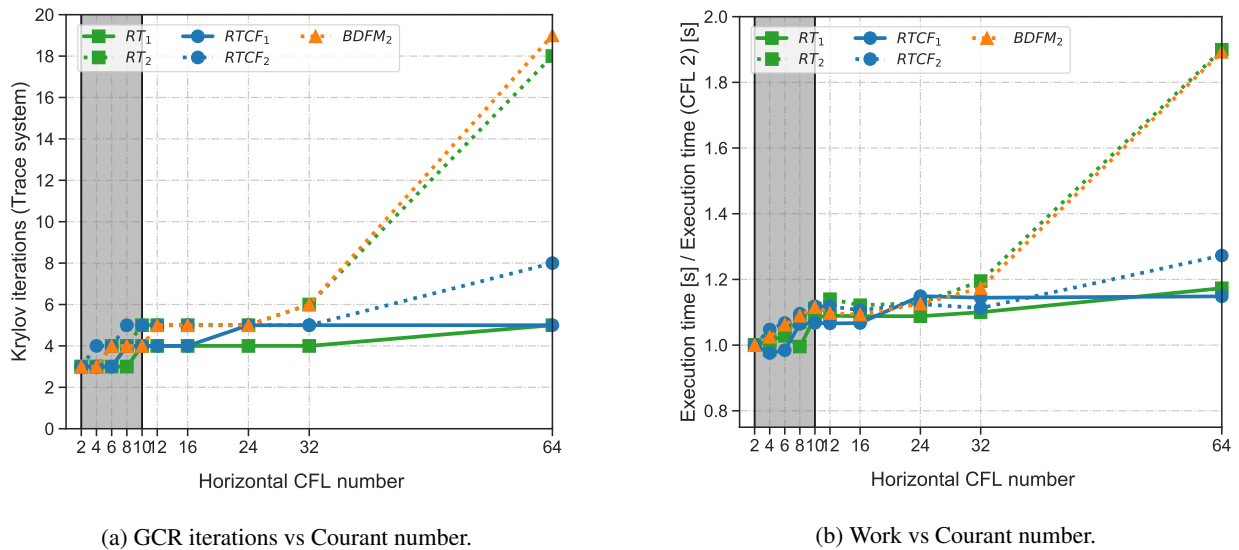 20
18
16
14
12
10
8
6
4
2
0
Krylov iterations (Trace system)
RT₁
RT₂
RTCF₁
RTCF₂
BDFM₂
2 4 6 8 10 12 16 24 32 64
Horizontal CFL number
(a) GCR iterations vs Courant number.
2.0
1.8
1.6
1.4
1.2
1.0
0.8
Execution time [s] / Execution time (CFL 2) [s]
RT₁
RT₂
RTCF₁
RTCF₂
BDFM₂
2 4 6 8 10 12 16 24 32 64
Horizontal CFL number
(b) Work vs Courant number.